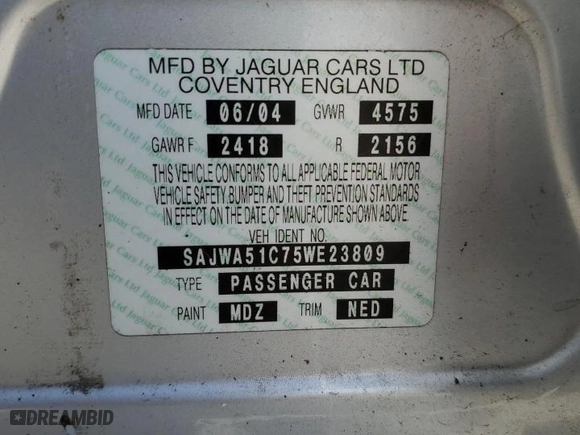 MFD BY JAGUAR CARS LTD
COVENTRY ENGLAND
MFD DATE 06/04 GVWR 4575
GAWR F 2418 R 2156
THIS VEHICLE CONFORMS TO ALL APPLICABLE FEDERAL MOTOR
VEHICLE SAFETY,BUMPER AND THEFT PREVENTION STANDARDS
IN EFFECT ON THE DATE OF MANUFACTURE SHOWN ABOVE.
VEH IDENT NO.
SAJWA51C75WE23809
TYPE PASSENGER CAR
PAINT MDZ TRIM NED
DREAMBID